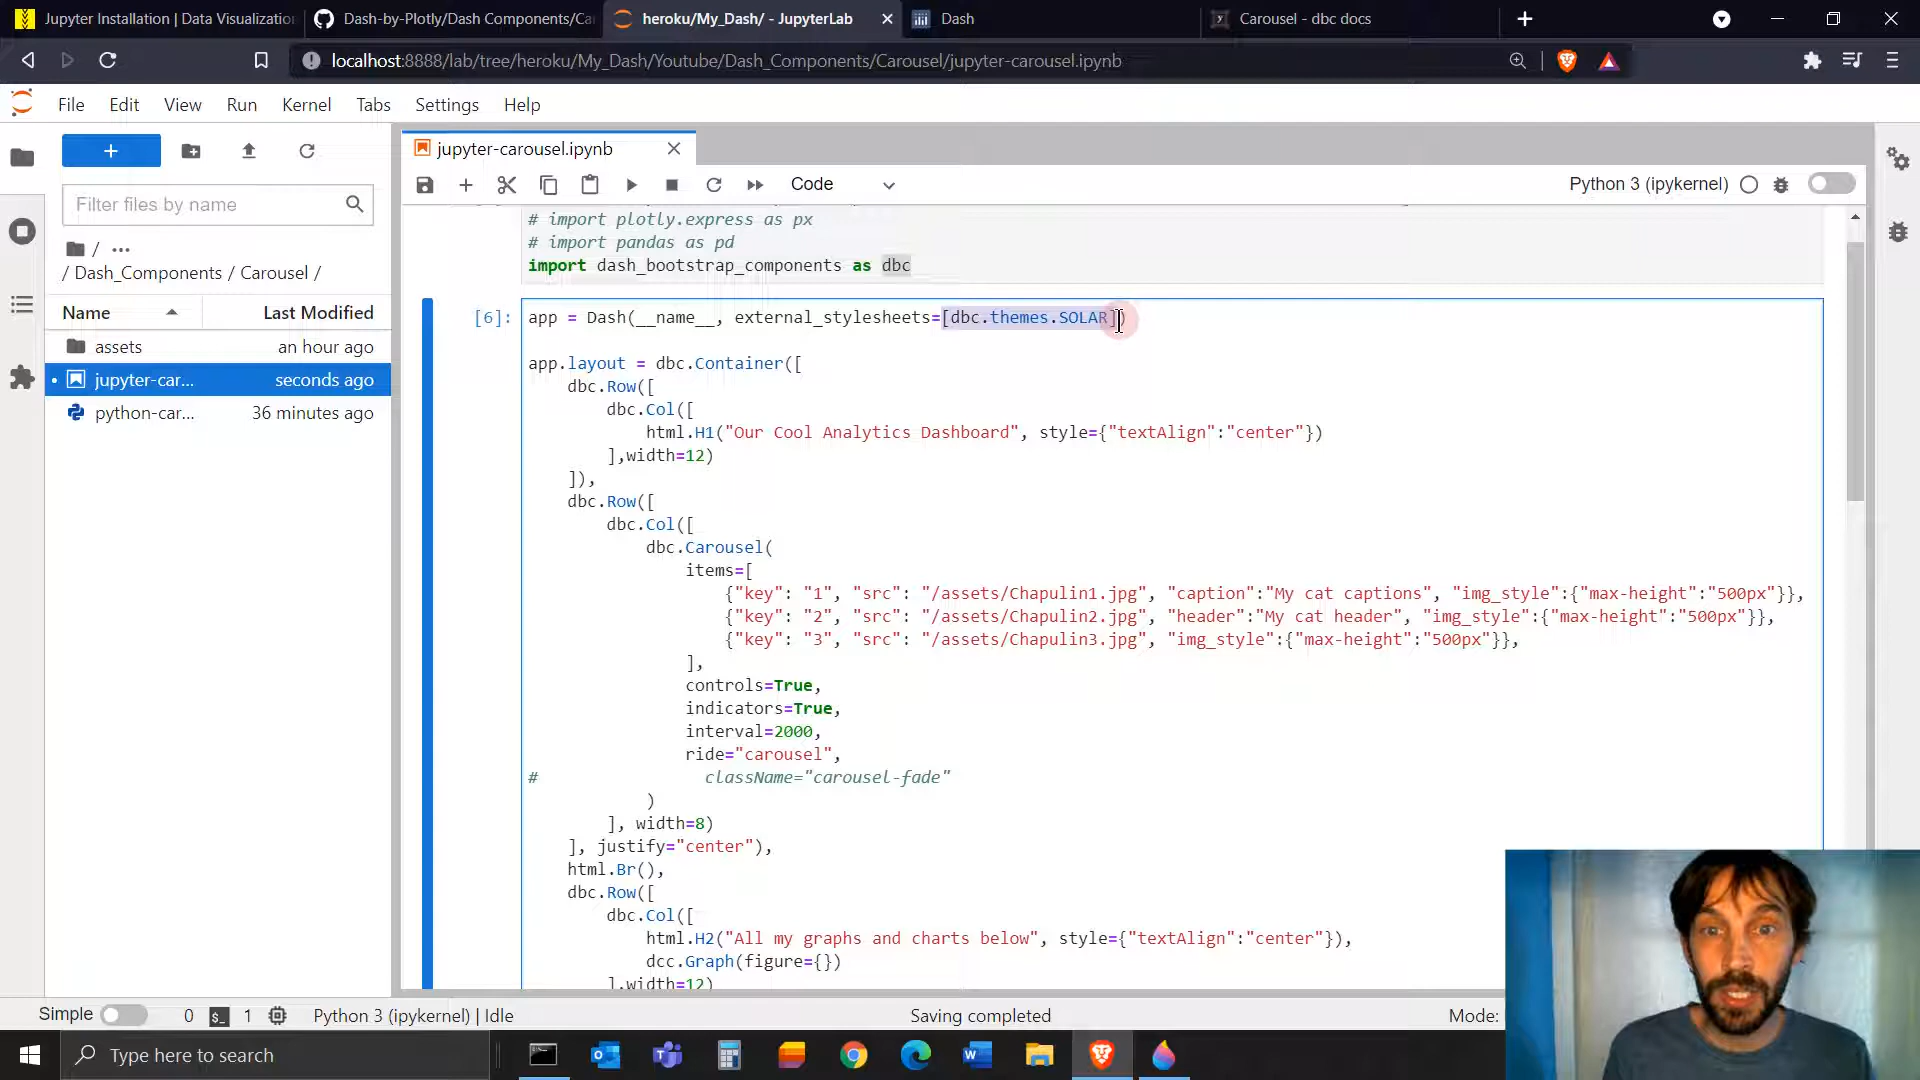 Jupyter Installation | Data Visualizatio
Dash-by-Plotly/Dash Components/Ca
heroku/My_Dash/ - JupyterLab
Dash
Carousel - dbc docs
localhost:8888/lab/tree/heroku/My_Dash/Youtube/Dash_Components/Carousel/jupyter-carousel.ipynb
File Edit View Run Kernel Tabs Settings Help
jupyter-carousel.ipynb
Filter files by name
Code
Python 3 (ipykernel)
/ ...
/ Dash_Components / Carousel /
Name Last Modified
assets an hour ago
jupyter-car... seconds ago
python-car... 36 minutes ago
# import plotly.express as px
# import pandas as pd
import dash_bootstrap_components as dbc
[6]:
app = Dash(__name__, external_stylesheets=[dbc.themes.SOLAR])
app.layout = dbc.Container([
dbc.Row([
dbc.Col([
html.H1("Our Cool Analytics Dashboard", style={"textAlign":"center"})
],width=12)
]),
dbc.Row([
dbc.Col([
dbc.Carousel(
items=[
{"key": "1", "src": "/assets/Chapulin1.jpg", "caption":"My cat captions", "img_style":{"max-height":"500px"}},
{"key": "2", "src": "/assets/Chapulin2.jpg", "header":"My cat header", "img_style":{"max-height":"500px"}},
{"key": "3", "src": "/assets/Chapulin3.jpg", "img_style":{"max-height":"500px"}},
],
controls=True,
indicators=True,
interval=2000,
ride="carousel",
# className="carousel-fade"
)
], width=8)
], justify="center"),
html.Br(),
dbc.Row([
dbc.Col([
html.H2("All my graphs and charts below", style={"textAlign":"center"}),
dcc.Graph(figure={})
],width=12)
Simple 0 1 Python 3 (ipykernel) | Idle Saving completed Mode:
Type here to search